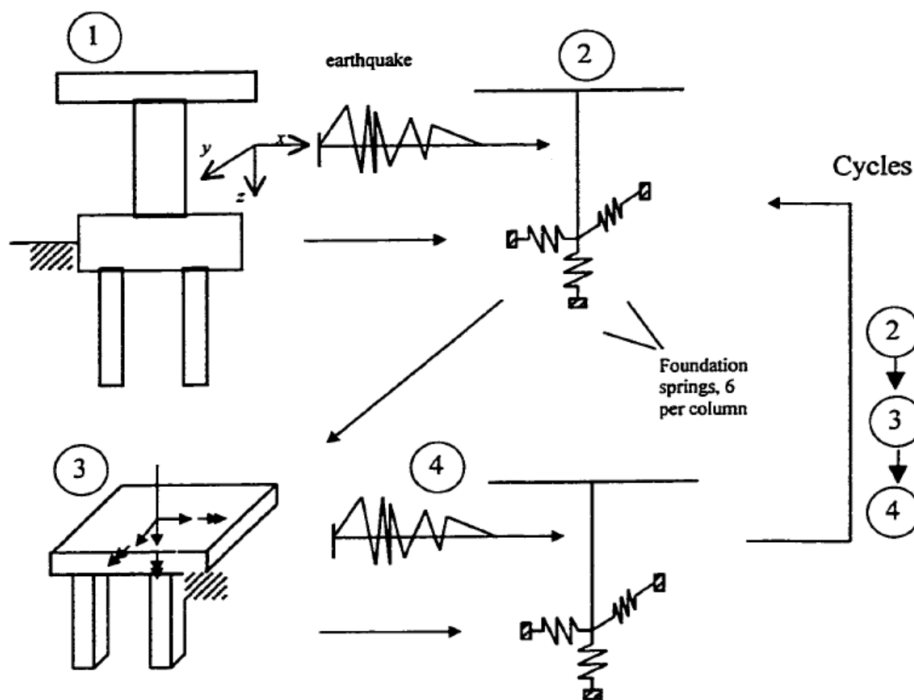 1
earthquake
2
x
y
z
Cycles
Foundation
springs, 6
per column
2
3
4
3
4